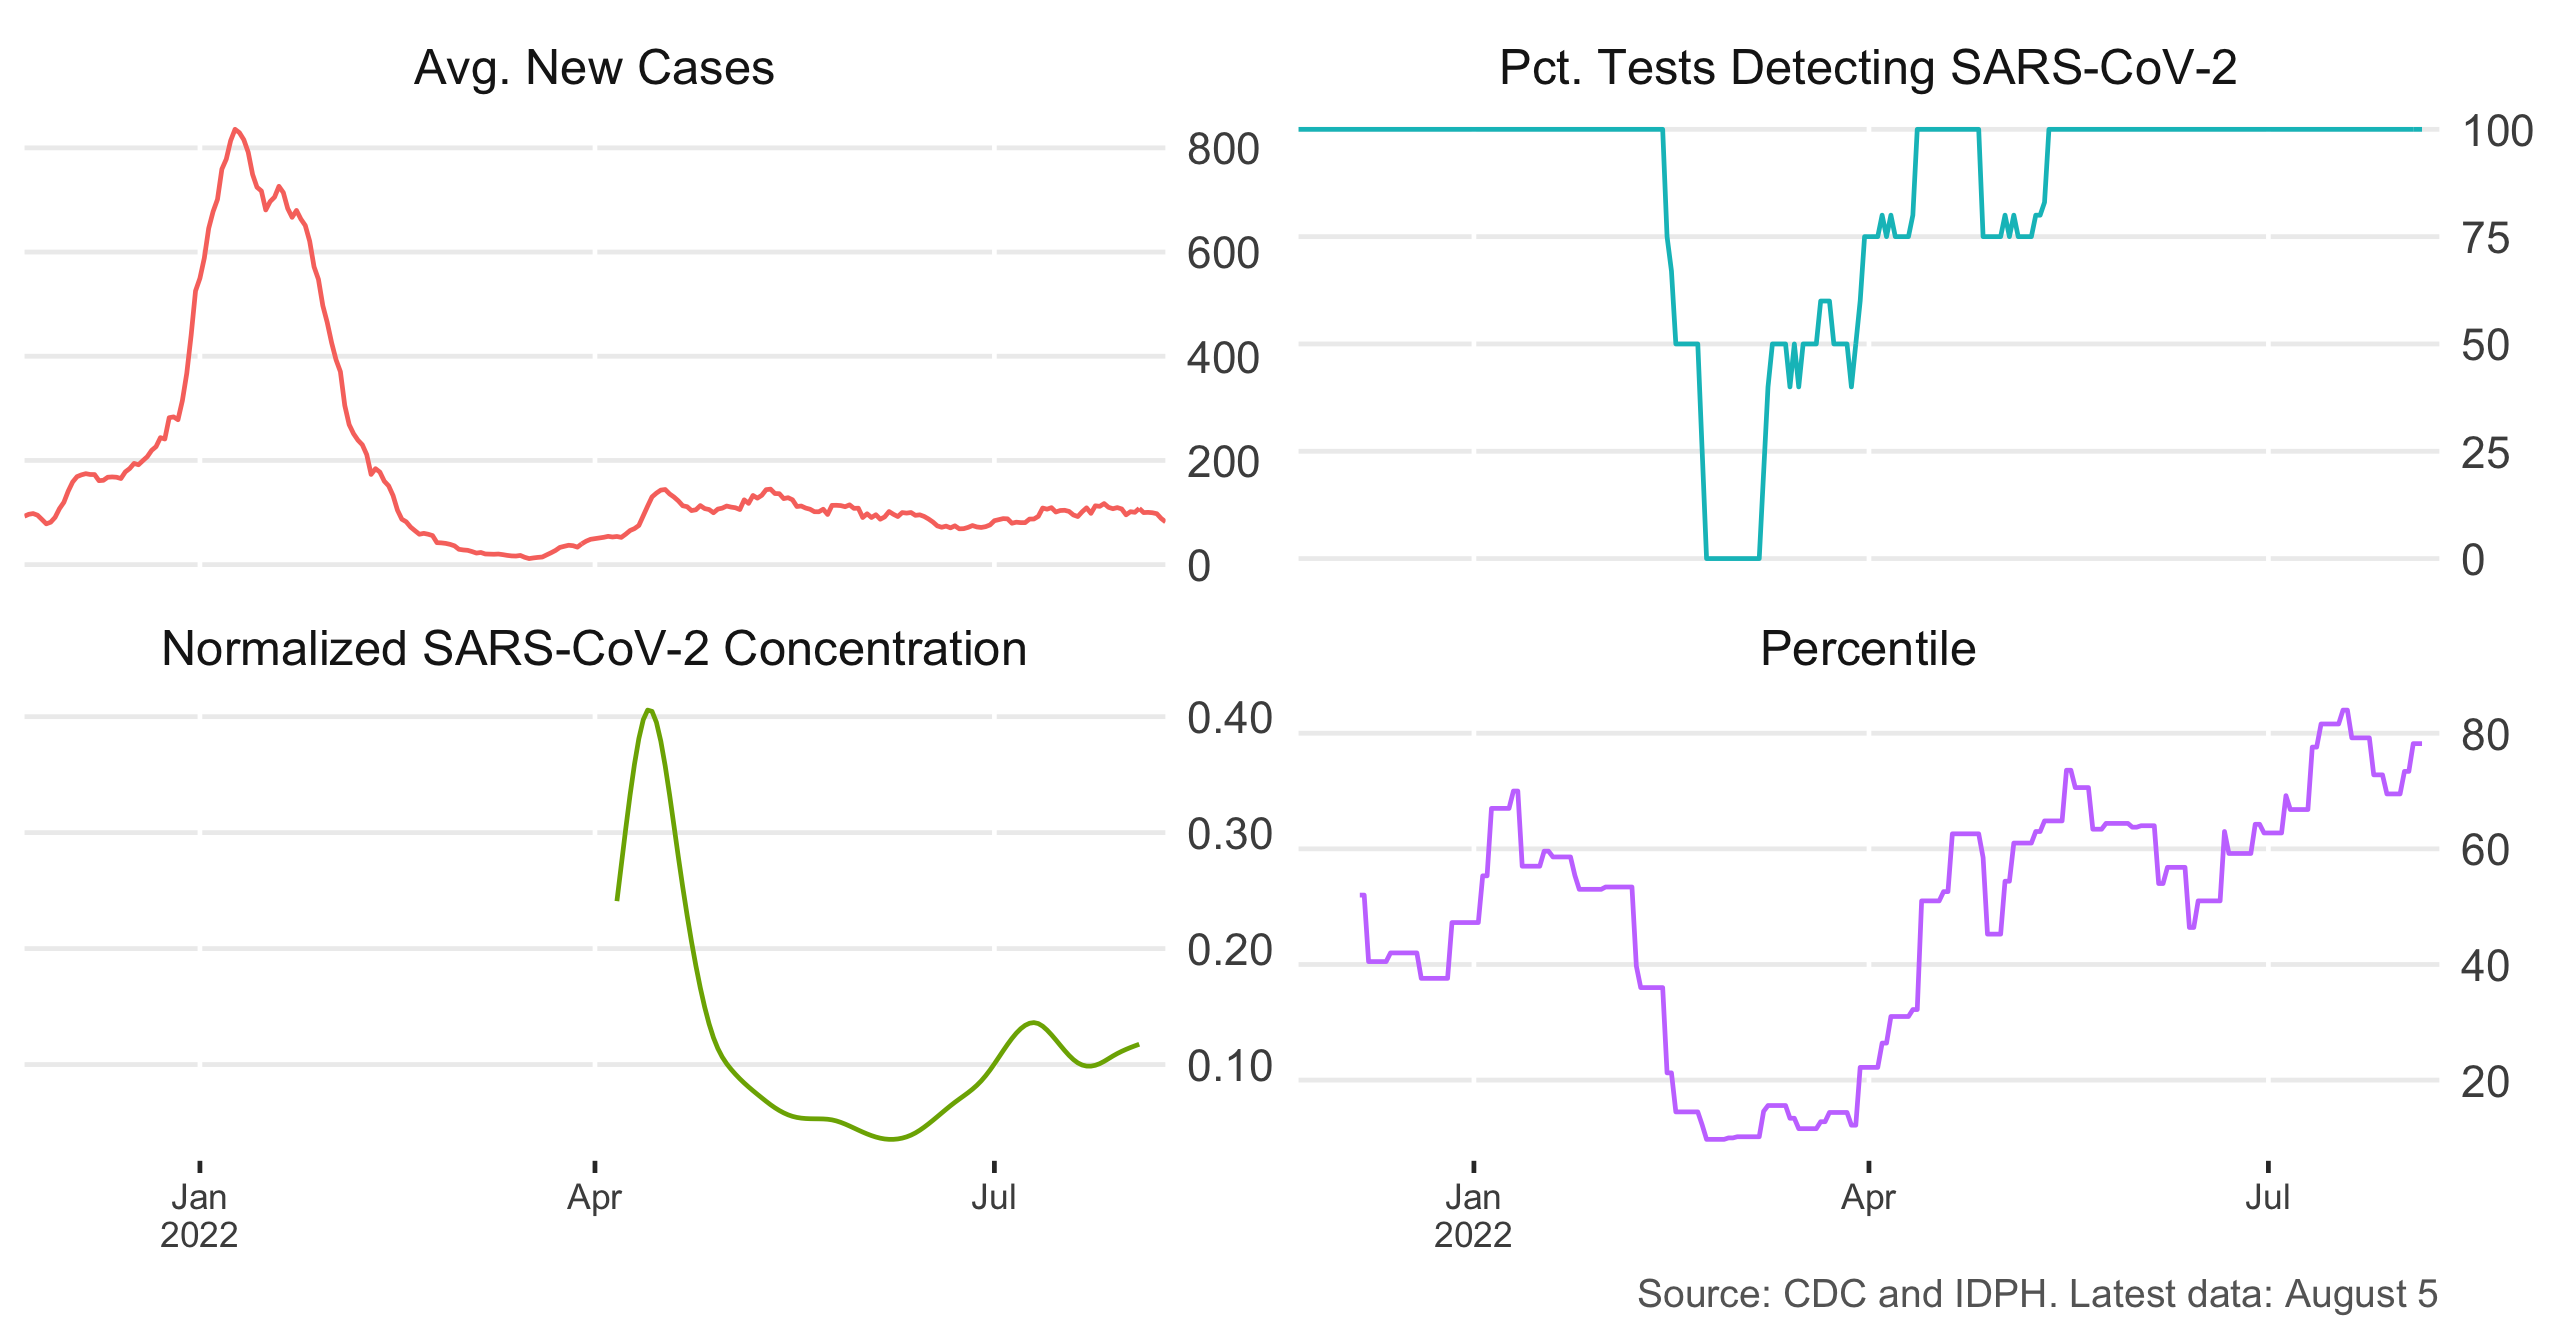 Avg. New Cases
800
600
400
200
0
Pct. Tests Detecting SARS-CoV-2
100
75
50
25
0
Normalized SARS-CoV-2 Concentration
0.40
0.30
0.20
0.10
Jan
2022
Apr
Jul
Percentile
80
60
40
20
Jan
2022
Apr
Jul
Source: CDC and IDPH. Latest data: August 5